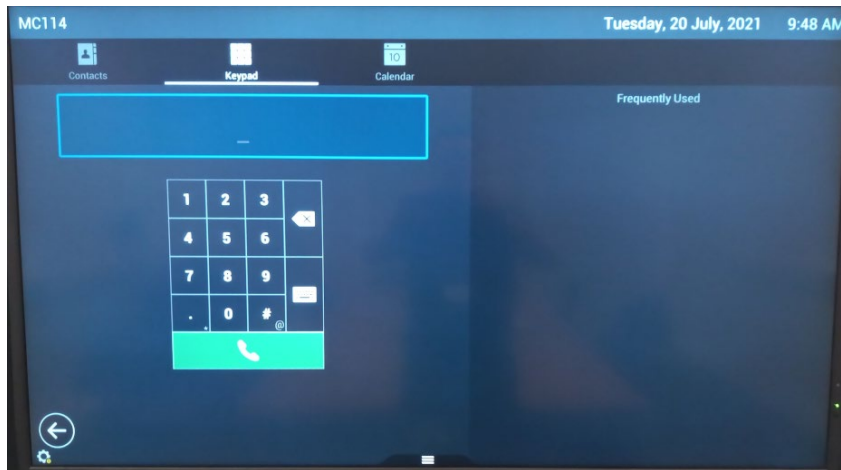 MC114
Tuesday, 20 July, 2021 9:48 AM
Contacts
Keypad
10
Calendar
Frequently Used
_
1 2 3
4 5 6
7 8 9
. 0 # @